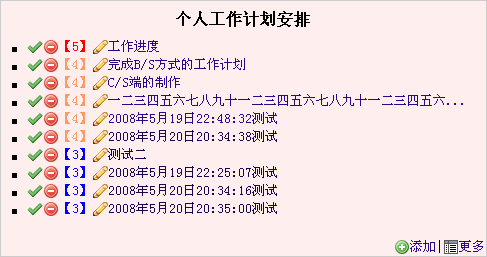 个人工作计划安排
【5】工作进度
【4】完成B/S方式的工作计划
【4】C/S端的制作
【4】一二三四五六七八九十一二三四五六七八九十一二三四五六...
【4】2008年5月19日22:48:32测试
【4】2008年5月20日20:34:38测试
【3】测试二
【3】2008年5月19日22:25:07测试
【3】2008年5月20日20:34:16测试
【3】2008年5月20日20:35:00测试
添加|更多